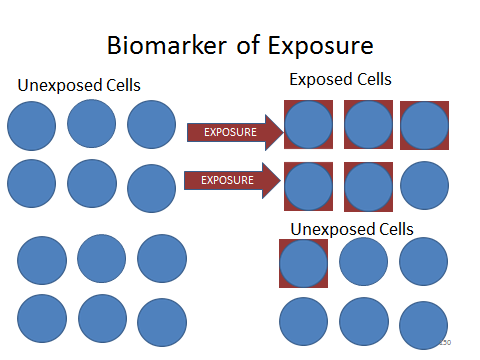 Biomarker of Exposure
Unexposed Cells
Exposed Cells
EXPOSURE
EXPOSURE
Unexposed Cells